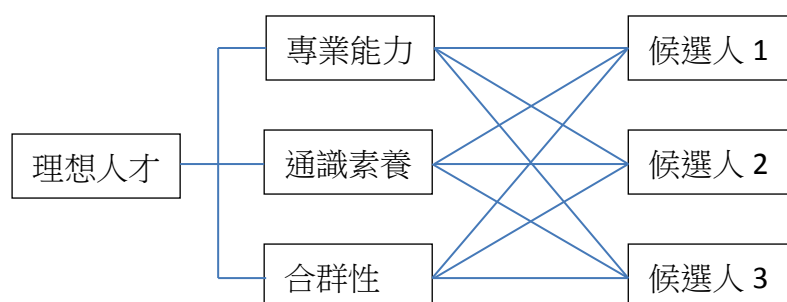 專業能力
候選人 1
理想人才
通識素養
候選人 2
合群性
候選人 3